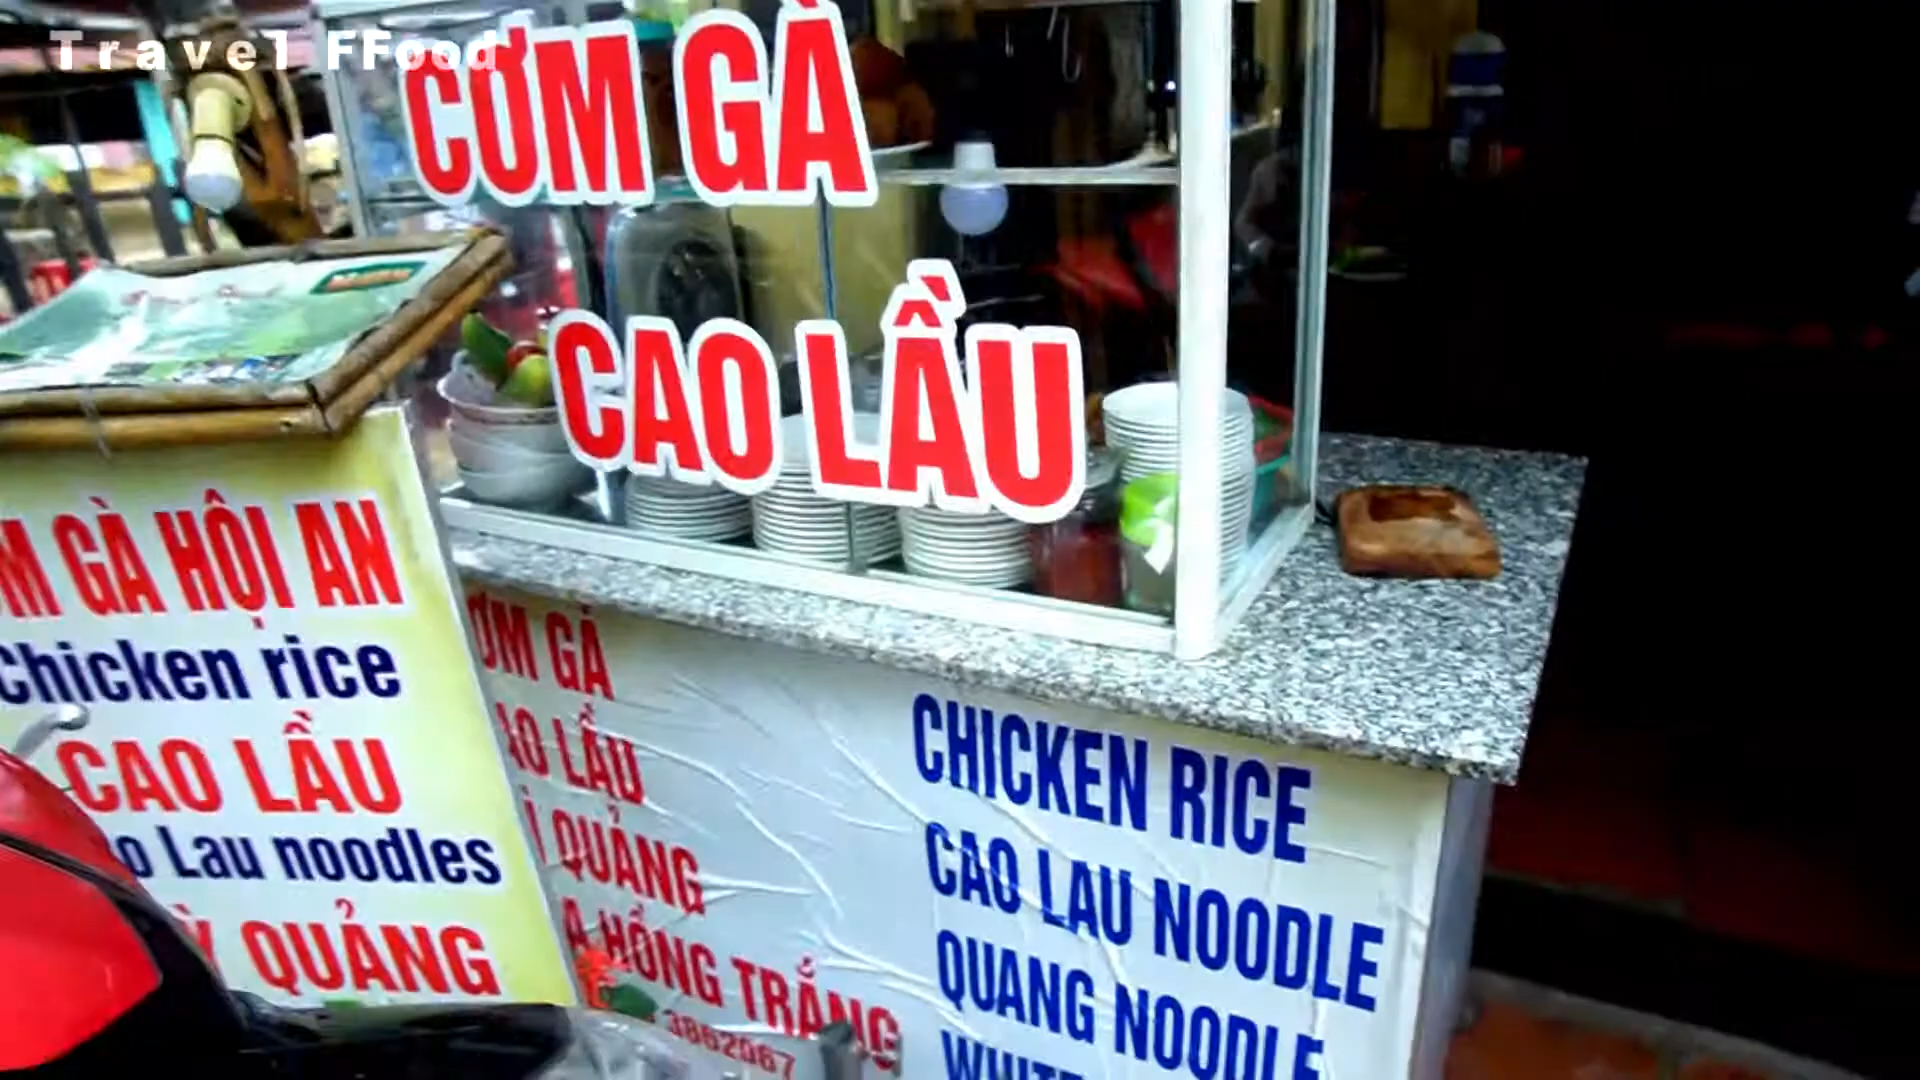 Travel FFood
CƠM GÀ
CAO LẦU
GÀ HỘI AN
Chicken rice
CAO LẦU
Lau noodles
QUẢNG
GÀ
LẦU
QUẢNG
HỒNG TRẮNG
3862067
CHICKEN RICE
CAO LAU NOODLE
QUANG NOODLE
WHITE